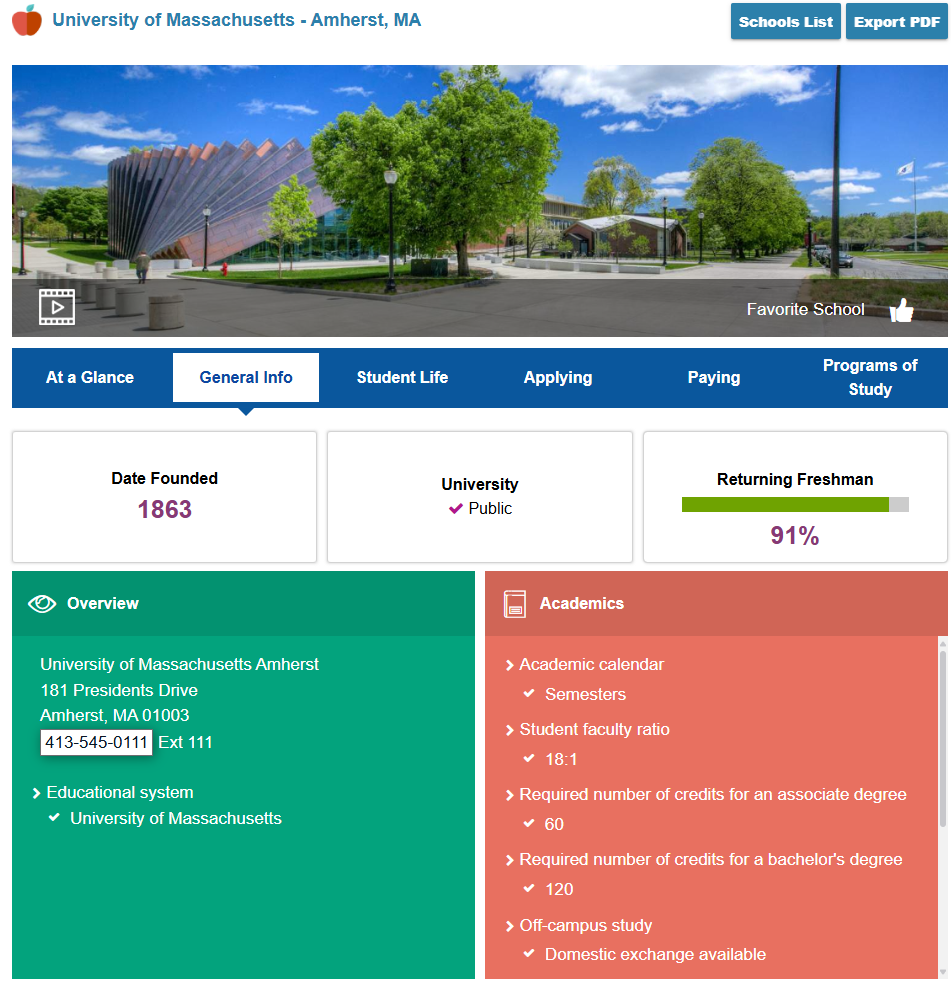 University of Massachusetts - Amherst, MA
Schools List
Export PDF
Favorite School
At a Glance
General Info
Student Life
Applying
Paying
Programs of
Study
Date Founded
1863
University
Public
Returning Freshman
91%
Overview
University of Massachusetts Amherst
181 Presidents Drive
Amherst, MA 01003
413-545-0111 Ext 111
Educational system
University of Massachusetts
Academics
Academic calendar
Semesters
Student faculty ratio
18:1
Required number of credits for an associate degree
60
Required number of credits for a bachelor's degree
120
Off-campus study
Domestic exchange available